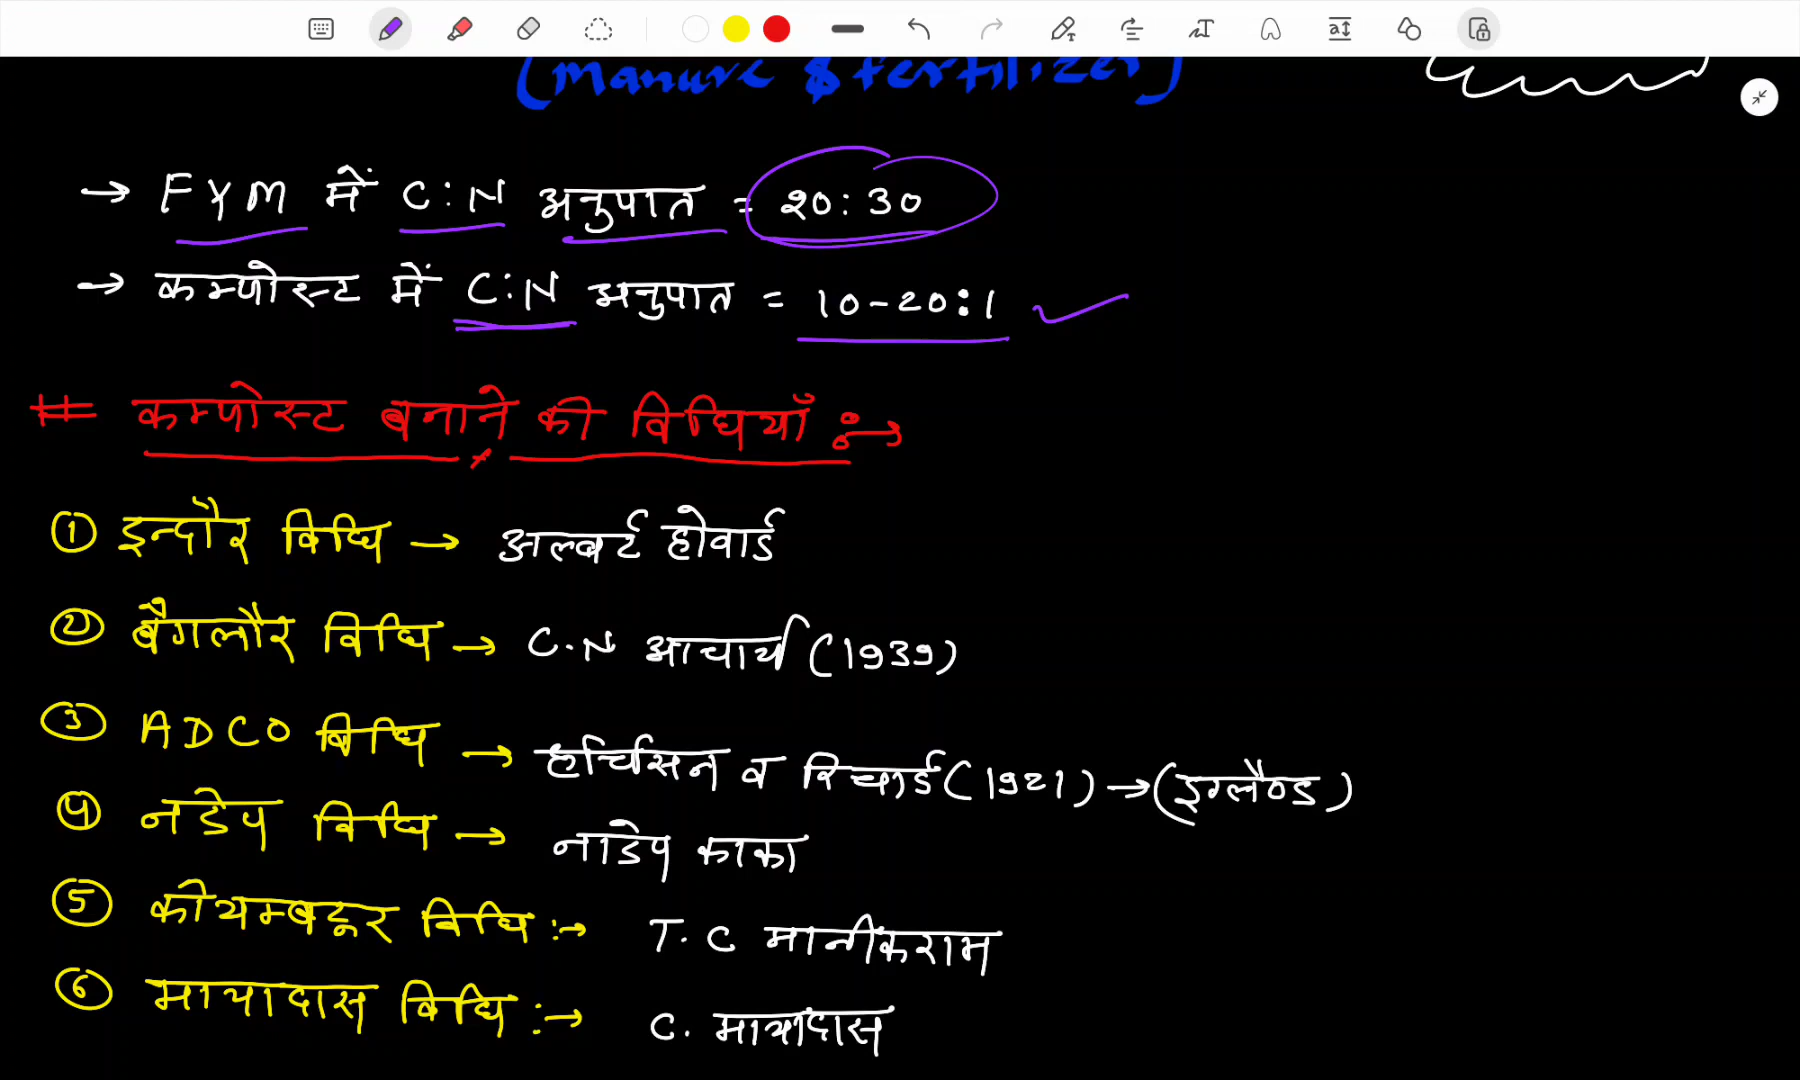 (Manure & fertilizer)
→ FYM में C:N अनुपात = 20:30
→ कम्पोस्ट में C:N अनुपात = 10-20:1
# कम्पोस्ट बनाने की विधियाँ :→
① इन्दौर विधि → अल्बर्ट होवार्ड
② बैंगलौर विधि → C.N आचार्य (1939)
③ ADCO विधि → हचिसन व रिचार्ड (1921) → (इंग्लैण्ड)
④ नडेप विधि → नाडेप काका
⑤ कोयम्बटूर विधि :→ T.C मानीकराम
⑥ मायादास विधि :→ C. मायादास